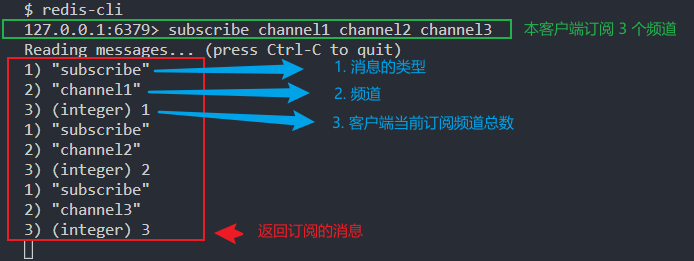 $ redis-cli
127.0.0.1:6379> subscribe channel1 channel2 channel3 本客户端订阅 3 个频道
Reading messages... (press Ctrl-C to quit)
1) "subscribe" 1. 消息的类型
2) "channel1" 2. 频道
3) (integer) 1 3. 客户端当前订阅频道总数
1) "subscribe"
2) "channel2"
3) (integer) 2
1) "subscribe"
2) "channel3"
3) (integer) 3 返回订阅的消息